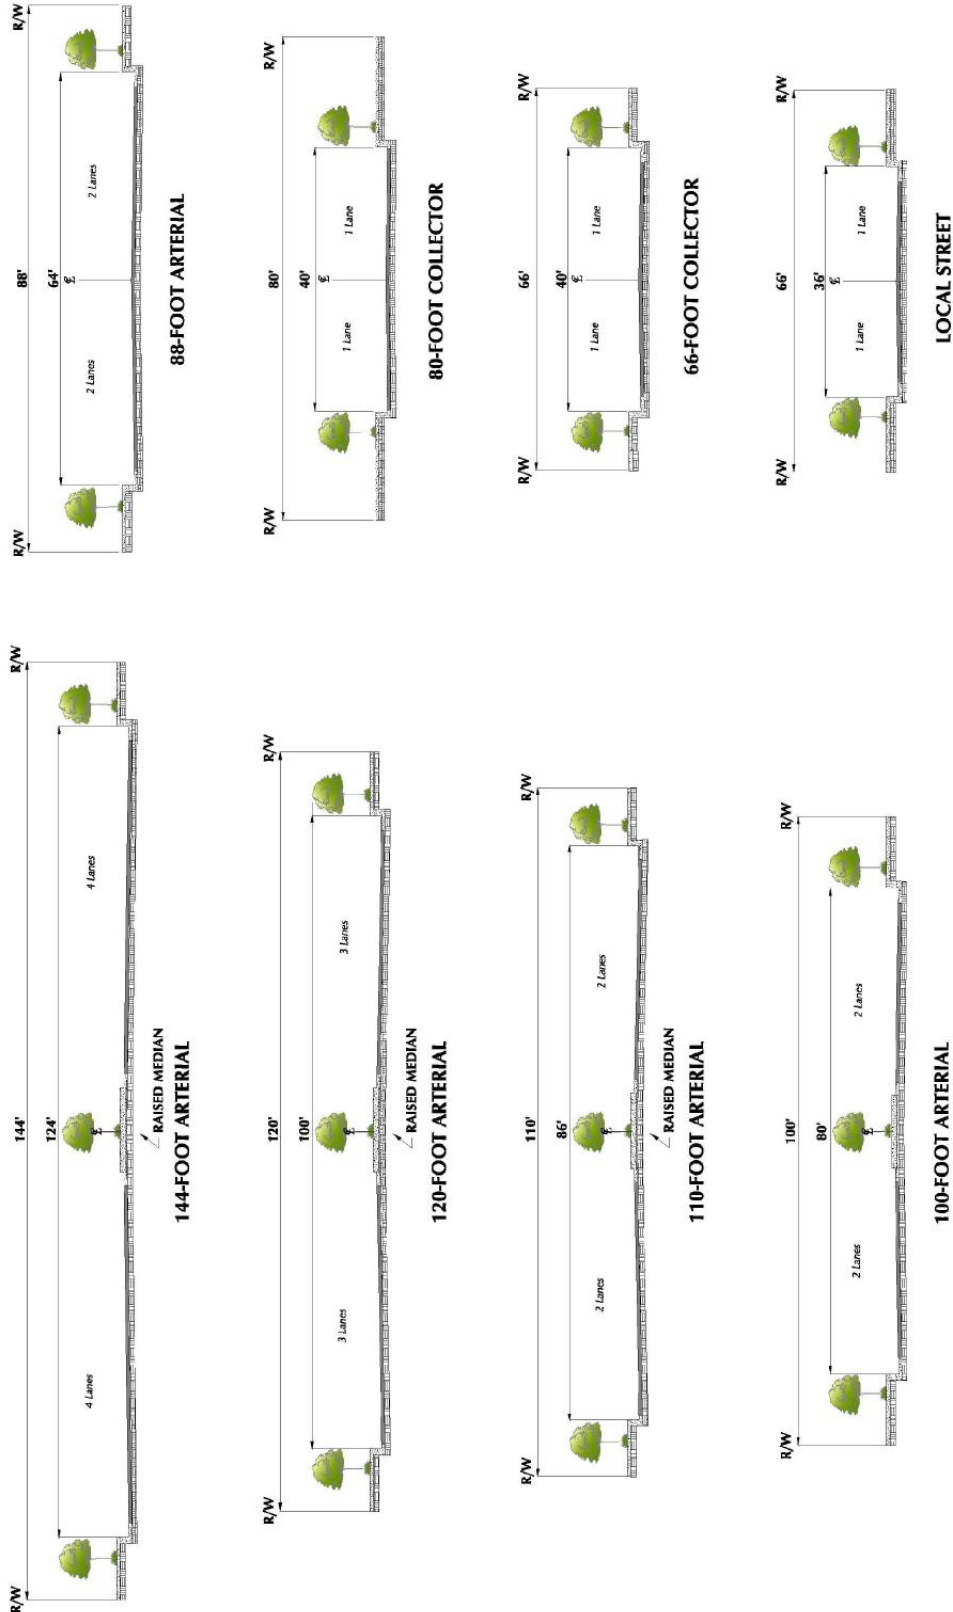 144'
R/W R/W
124'
4 Lanes 4 Lanes
℄
RAISED MEDIAN
144-FOOT ARTERIAL
88'
R/W R/W
64'
2 Lanes 2 Lanes
℄
88-FOOT ARTERIAL
120'
R/W R/W
100'
3 Lanes 3 Lanes
℄
RAISED MEDIAN
120-FOOT ARTERIAL
80'
R/W R/W
40'
1 Lane 1 Lane
℄
80-FOOT COLLECTOR
110'
R/W R/W
86'
2 Lanes 2 Lanes
℄
RAISED MEDIAN
110-FOOT ARTERIAL
66'
R/W R/W
40'
1 Lane 1 Lane
℄
66-FOOT COLLECTOR
100'
R/W R/W
80'
2 Lanes 2 Lanes
℄
100-FOOT ARTERIAL
66'
R/W R/W
36'
1 Lane 1 Lane
℄
LOCAL STREET